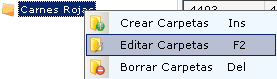 Carnes Rojas
Crear Carpetas Ins
Editar Carpetas F2
Borrar Carpetas Del